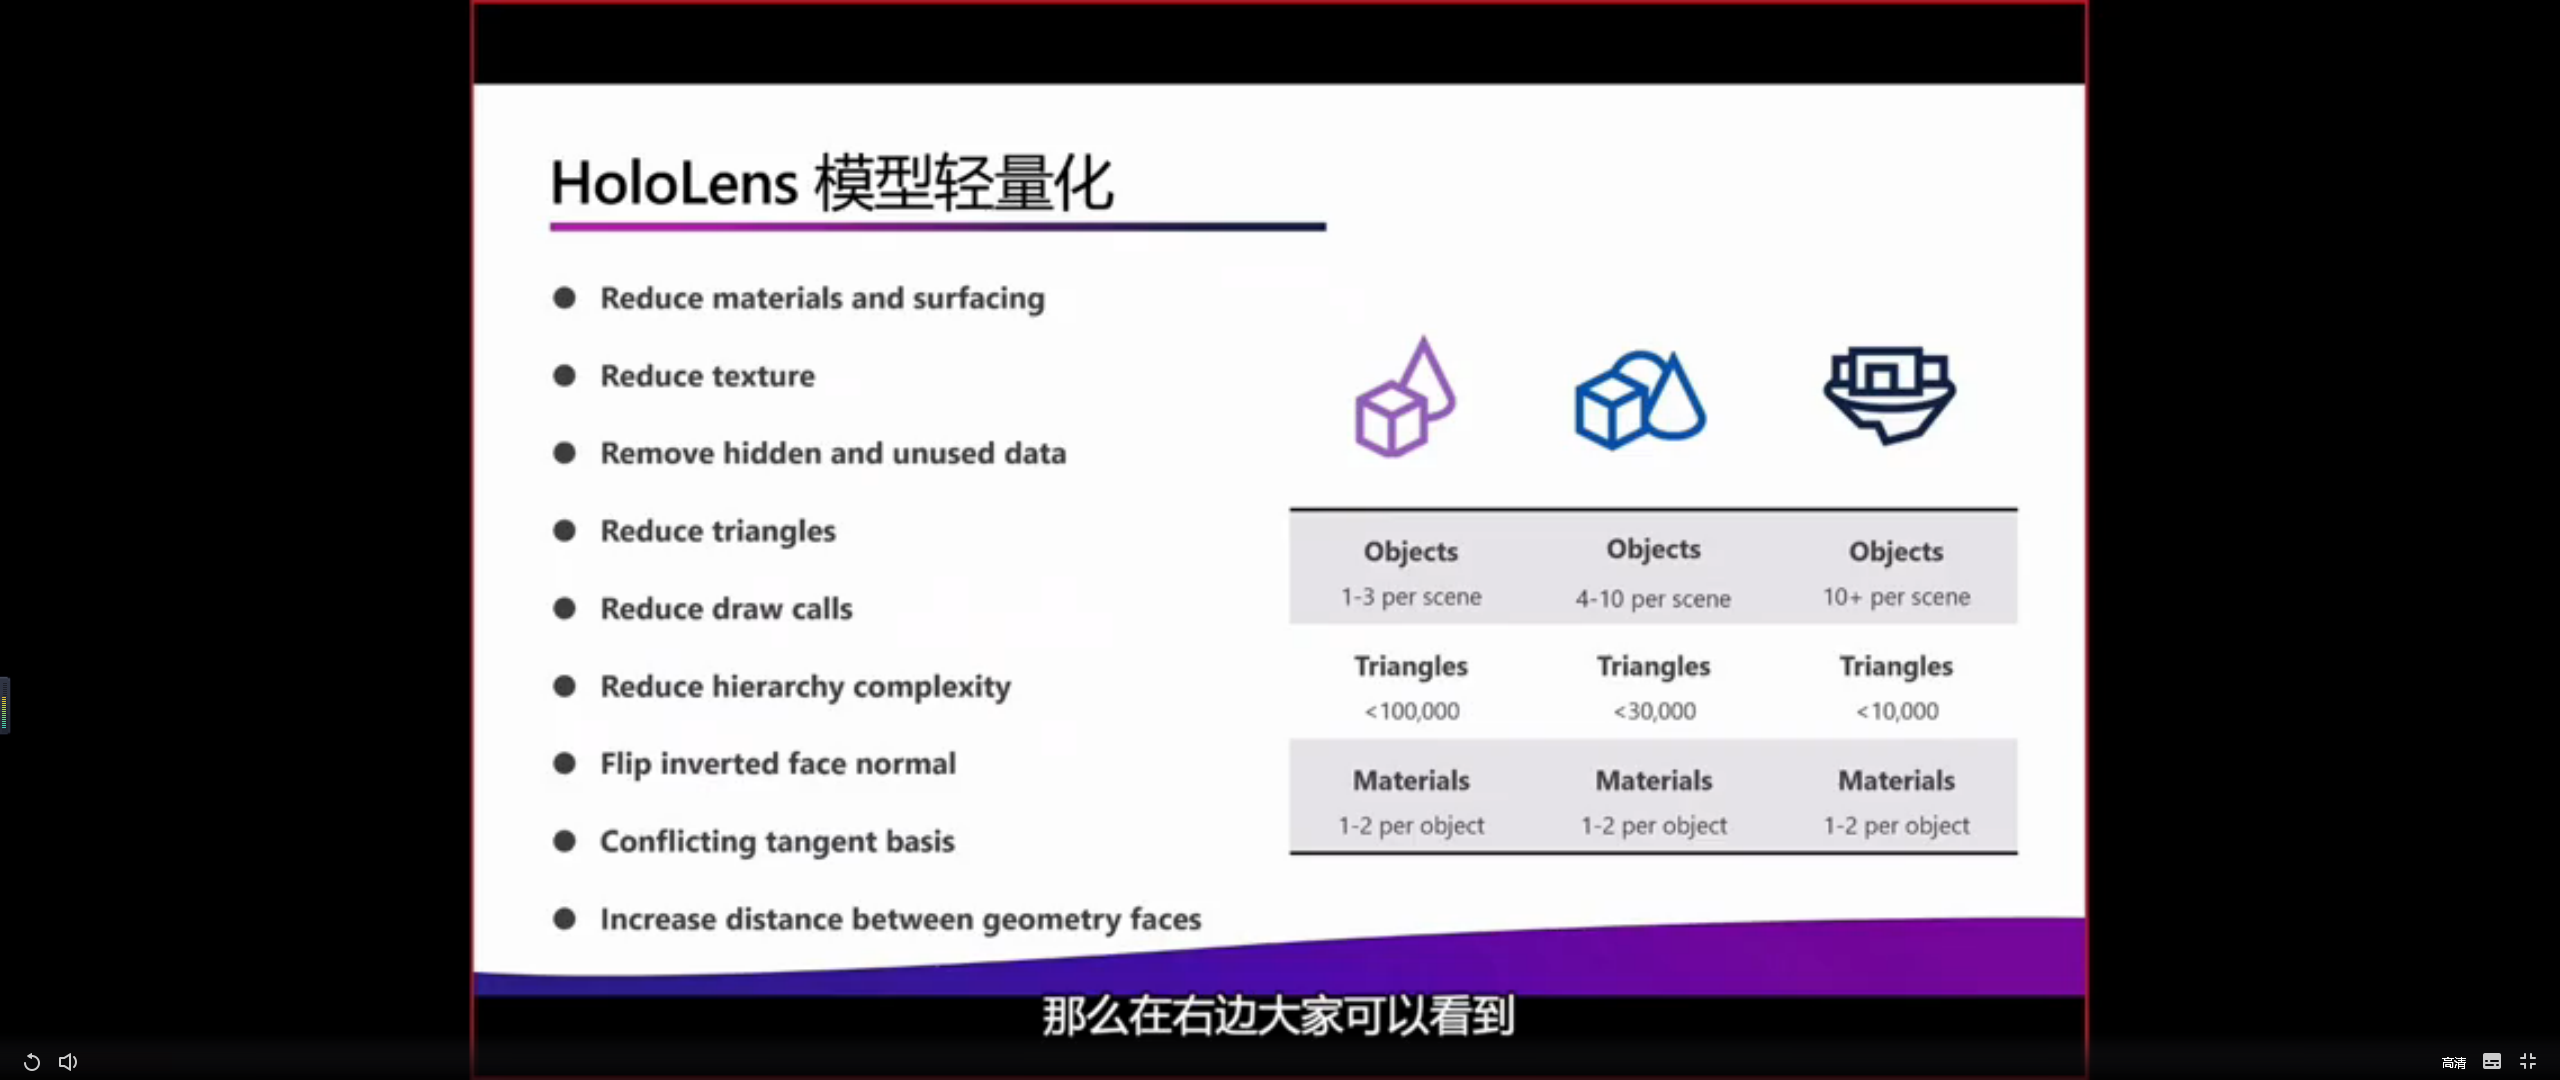 HoloLens 模型轻量化
Reduce materials and surfacing
Reduce texture
Remove hidden and unused data
Reduce triangles
Reduce draw calls
Reduce hierarchy complexity
Flip inverted face normal
Conflicting tangent basis
Increase distance between geometry faces
Objects Objects Objects
1-3 per scene 4-10 per scene 10+ per scene
Triangles Triangles Triangles
<100,000 <30,000 <10,000
Materials Materials Materials
1-2 per object 1-2 per object 1-2 per object
那么在右边大家可以看到
高清